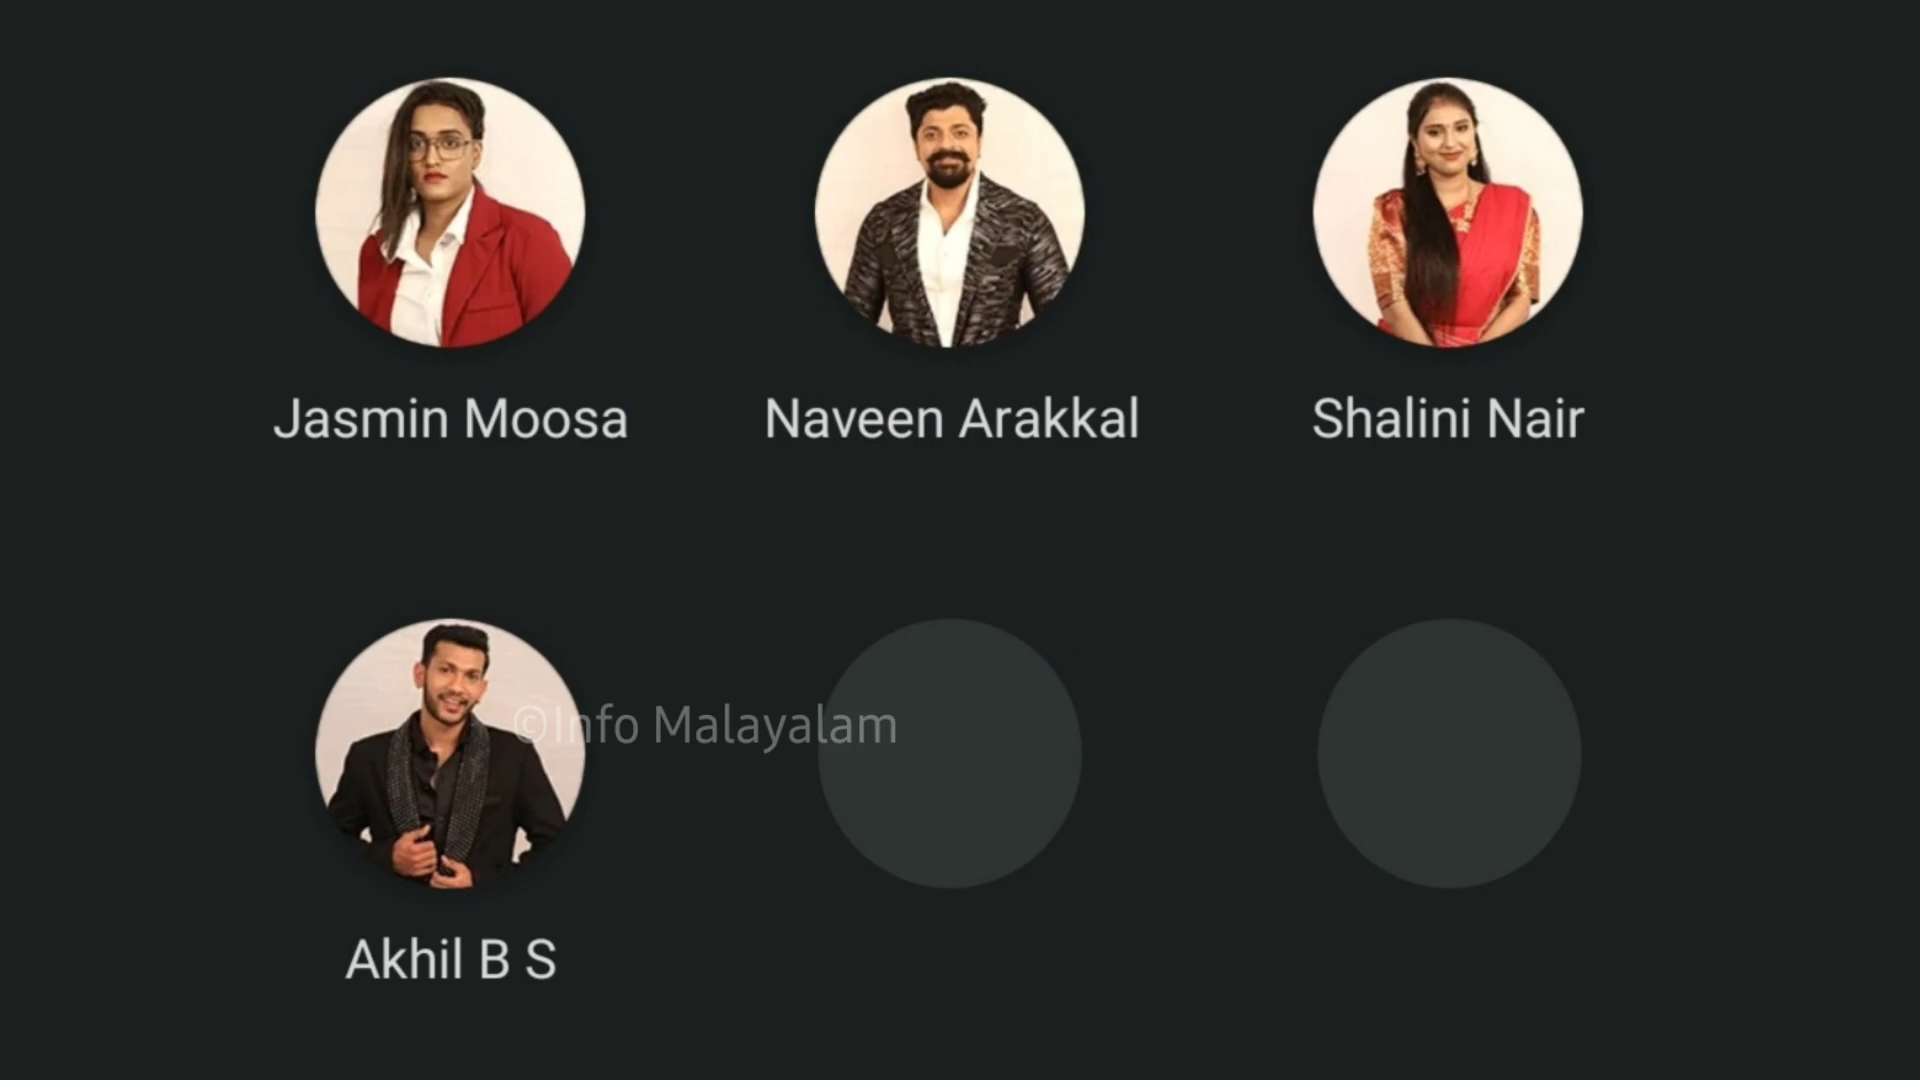 Jasmin Moosa
Naveen Arakkal
Shalini Nair
©Info Malayalam
Akhil B S